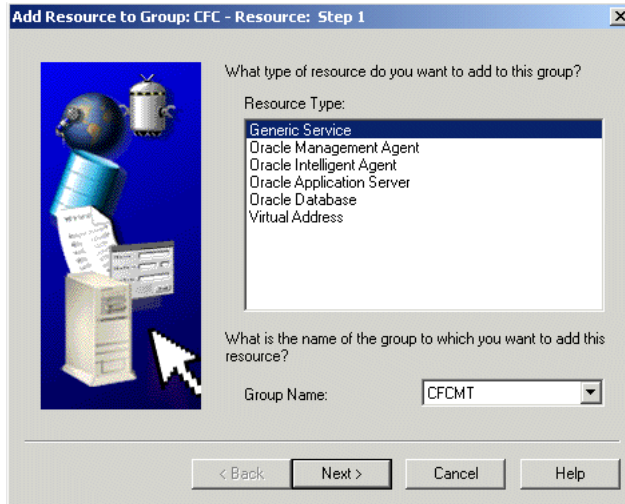 Add Resource to Group: CFC - Resource: Step 1
What type of resource do you want to add to this group?
Resource Type:
Generic Service
Oracle Management Agent
Oracle Intelligent Agent
Oracle Application Server
Oracle Database
Virtual Address
What is the name of the group to which you want to add this
resource?
Group Name:
CFCMT
< Back
Next >
Cancel
Help